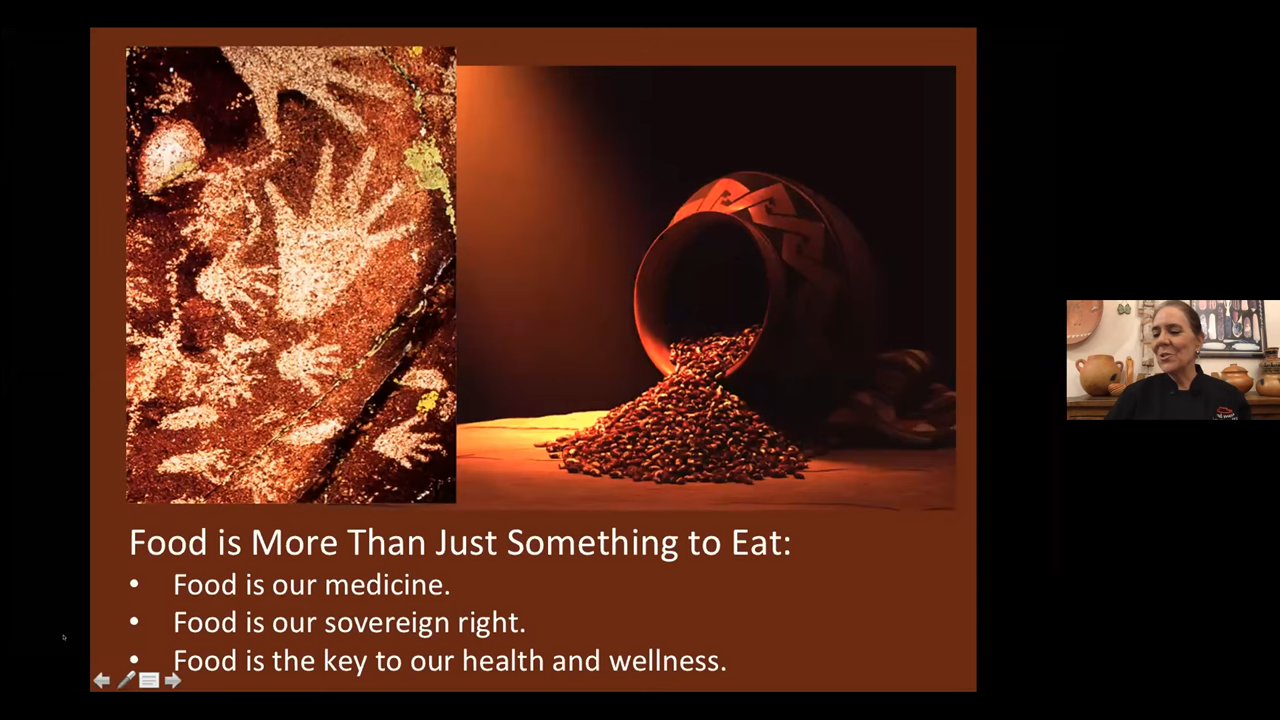 Food is More Than Just Something to Eat:
• Food is our medicine.
• Food is our sovereign right.
• Food is the key to our health and wellness.